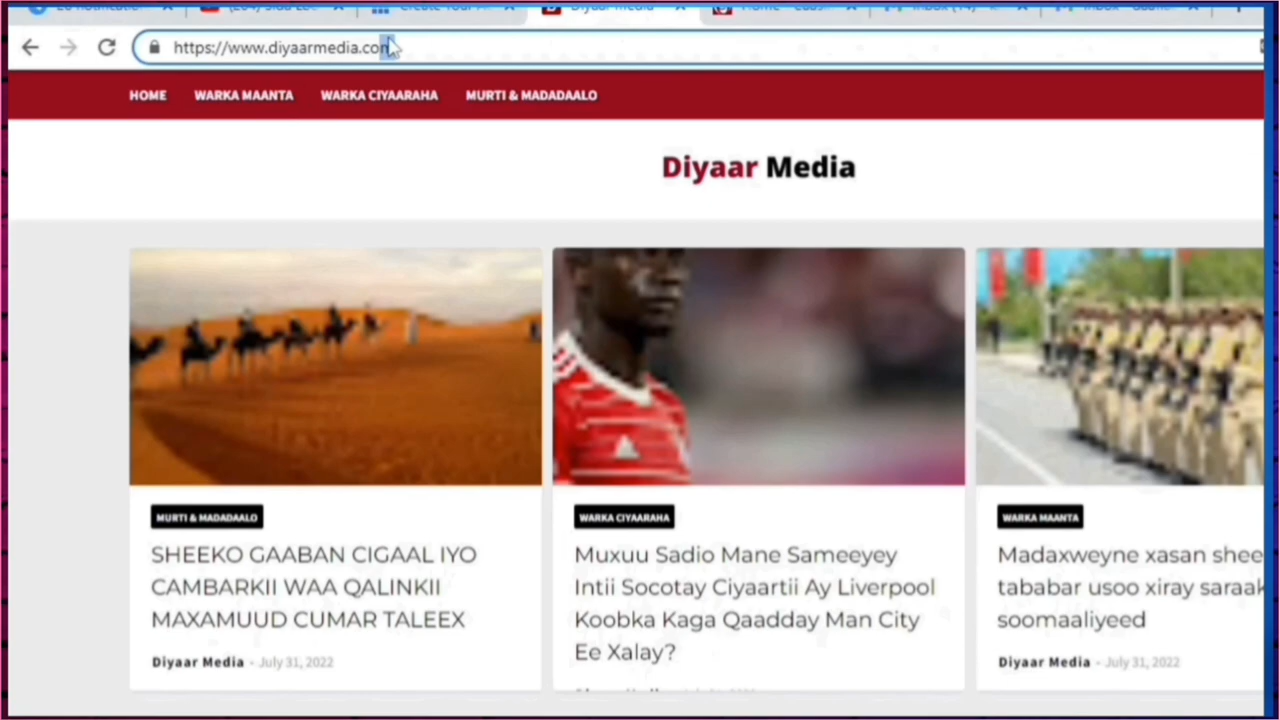 Diyaar media
https://www.diyaarmedia.com
HOME WARKA MAANTA WARKA CIYAARAHA MURTI & MADADAALO
Diyaar Media
MURTI & MADADAALO
SHEEKO GAABAN CIGAAL IYO
CAMBARKII WAA QALINKII
MAXAMUUD CUMAR TALEEX
Diyaar Media - July 31, 2022
WARKA CIYAARAHA
Muxuu Sadio Mane Sameeyey
Intii Socotay Ciyaartii Ay Liverpool
Koobka Kaga Qaadday Man City
Ee Xalay?
WARKA MAANTA
Madaxweyne xasan shee
tababar usoo xiray saraak
soomaaliyeed
Diyaar Media - July 31, 2022